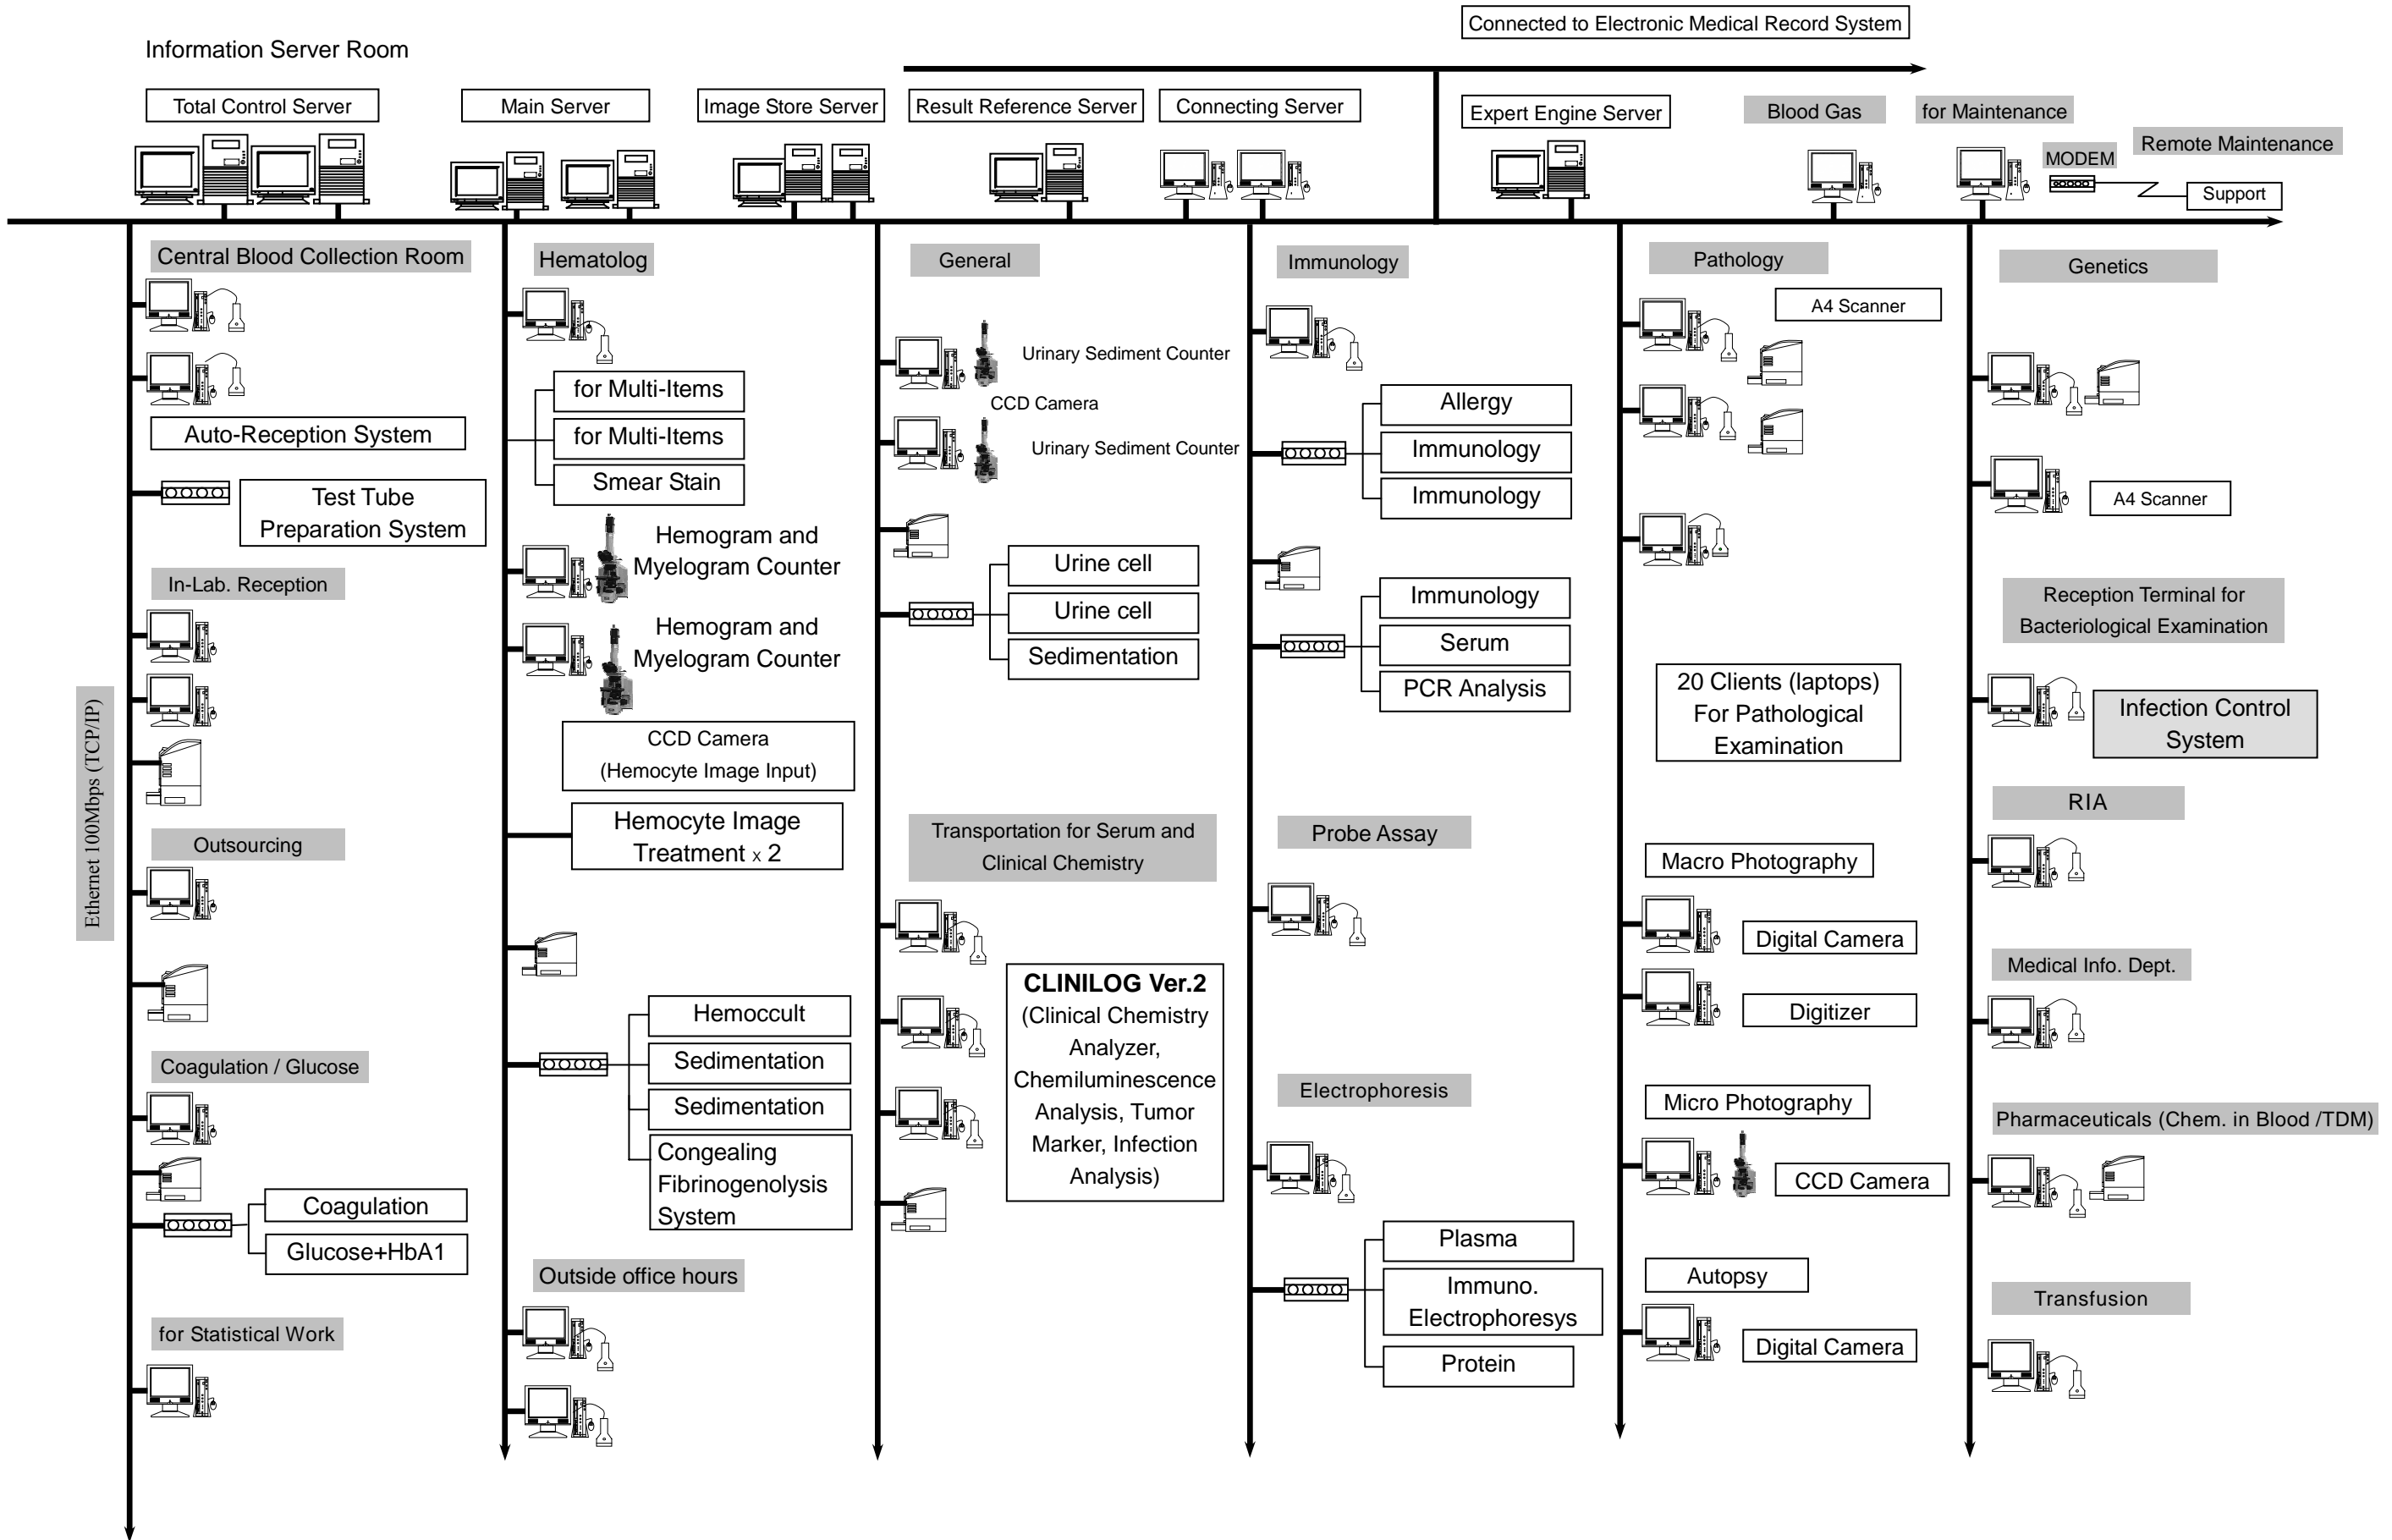 Connected to Electronic Medical Record System
Information Server Room
Total Control Server
Main Server
Image Store Server
Result Reference Server
Connecting Server
Expert Engine Server
Blood Gas
for Maintenance
MODEM
Remote Maintenance
Support
Ethernet 100Mbps (TCP/IP)
Central Blood Collection Room
Auto-Reception System
Test Tube
Preparation System
In-Lab. Reception
Outsourcing
Coagulation / Glucose
Coagulation
Glucose+HbA1
for Statistical Work
Hematolog
for Multi-Items
for Multi-Items
Smear Stain
Hemogram and
Myelogram Counter
Hemogram and
Myelogram Counter
CCD Camera
(Hemocyte Image Input)
Hemocyte Image
Treatment x 2
Hemoccult
Sedimentation
Sedimentation
Congealing
Fibrinogenolysis
System
Outside office hours
General
Urinary Sediment Counter
CCD Camera
Urinary Sediment Counter
Urine cell
Urine cell
Sedimentation
Transportation for Serum and
Clinical Chemistry
CLINILOG Ver.2
(Clinical Chemistry
Analyzer,
Chemiluminescence
Analysis, Tumor
Marker, Infection
Analysis)
Immunology
Allergy
Immunology
Immunology
Immunology
Serum
PCR Analysis
Probe Assay
Electrophoresis
Plasma
Immuno.
Electrophoresys
Protein
Pathology
A4 Scanner
20 Clients (laptops)
For Pathological
Examination
Macro Photography
Digital Camera
Digitizer
Micro Photography
CCD Camera
Autopsy
Digital Camera
Genetics
A4 Scanner
Reception Terminal for
Bacteriological Examination
Infection Control
System
RIA
Medical Info. Dept.
Pharmaceuticals (Chem. in Blood /TDM)
Transfusion